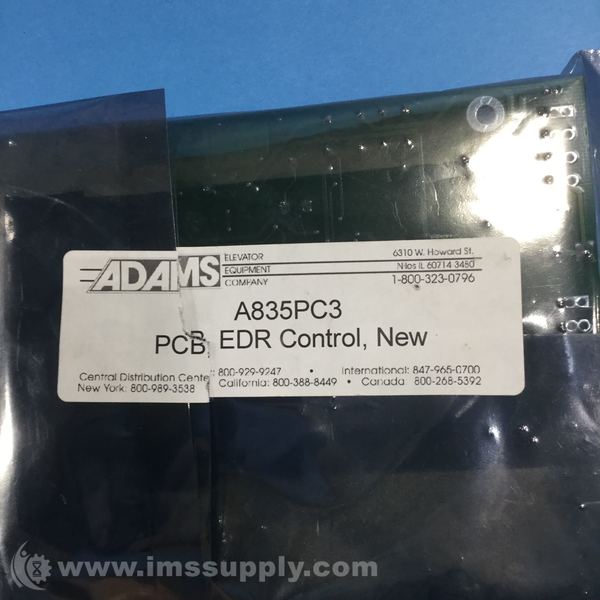 ADAMS
ELEVATOR
EQUIPMENT
COMPANY
6310 W. Howard St.
Niles IL 60714-3480
1-800-323-0796
A835PC3
PCB, EDR Control, New
Central Distribution Cente : 800-929-9247 • International: 847-965-0700
New York: 800-989-3538 California: 800-388-8449 • Canada: 800-268-5392
www.imssupply.com